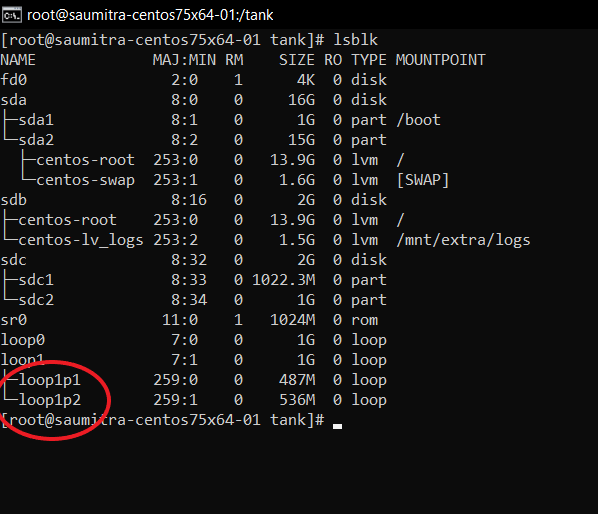 root@saumitra-centos75x64-01:/tank
[root@saumitra-centos75x64-01 tank]# lsblk
NAME MAJ:MIN RM SIZE RO TYPE MOUNTPOINT
fd0 2:0 1 4K 0 disk
sda 8:0 0 16G 0 disk
├─sda1 8:1 0 1G 0 part /boot
└─sda2 8:2 0 15G 0 part
├─centos-root 253:0 0 13.9G 0 lvm /
└─centos-swap 253:1 0 1.6G 0 lvm [SWAP]
sdb 8:16 0 2G 0 disk
├─centos-root 253:0 0 13.9G 0 lvm /
└─centos-lv_logs 253:2 0 1.5G 0 lvm /mnt/extra/logs
sdc 8:32 0 2G 0 disk
├─sdc1 8:33 0 1022.3M 0 part
└─sdc2 8:34 0 1G 0 part
sr0 11:0 1 1024M 0 rom
loop0 7:0 0 1G 0 loop
loop1 7:1 0 1G 0 loop
├─loop1p1 259:0 0 487M 0 loop
└─loop1p2 259:1 0 536M 0 loop
[root@saumitra-centos75x64-01 tank]#